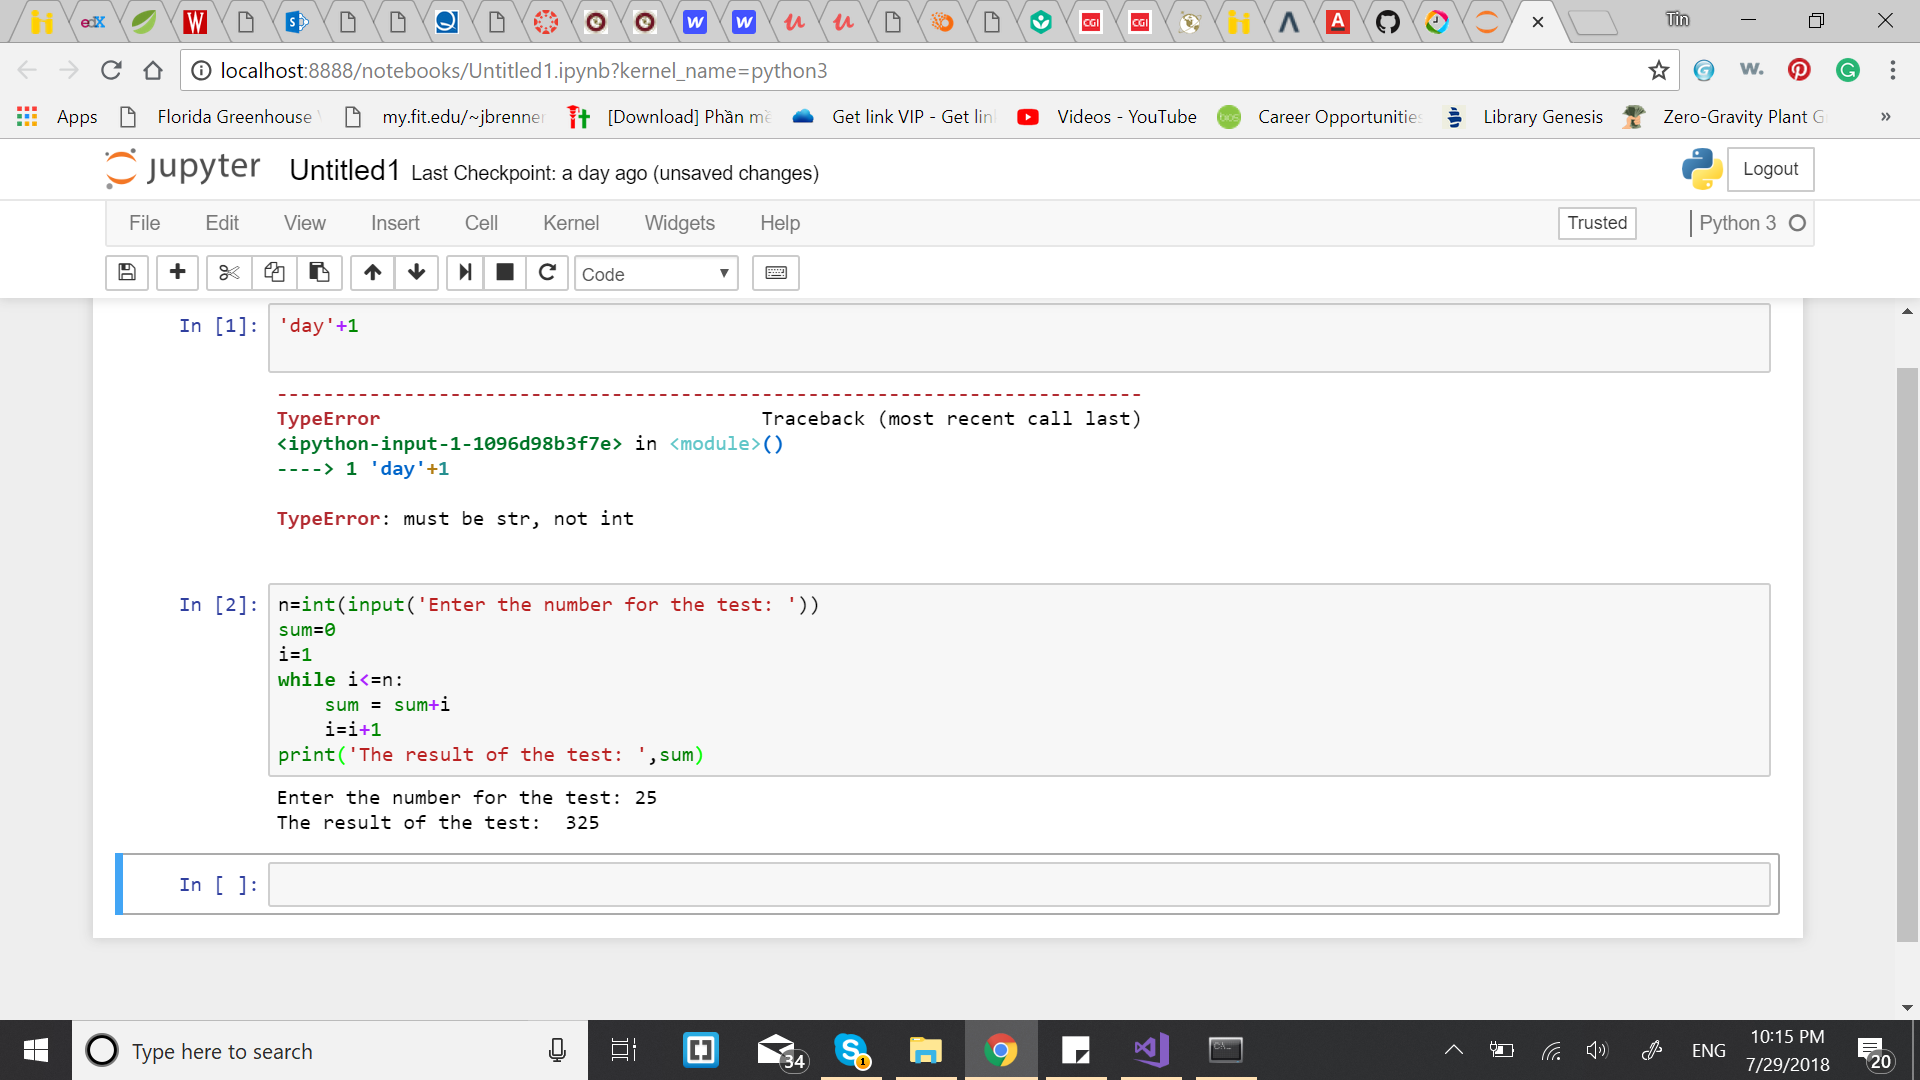 Tin
localhost:8888/notebooks/Untitled1.ipynb?kernel_name=python3
Apps Florida Greenhouse my.fit.edu/~jbrenner [Download] Phần mề Get link VIP - Get lin Videos - YouTube Career Opportunities Library Genesis Zero-Gravity Plant G »
jupyter Untitled1 Last Checkpoint: a day ago (unsaved changes) Logout
File Edit View Insert Cell Kernel Widgets Help Trusted Python 3
Code
In [1]: 'day'+1
---------------------------------------------------------------------------
TypeError Traceback (most recent call last)
<ipython-input-1-1096d98b3f7e> in <module>()
----> 1 'day'+1
TypeError: must be str, not int
In [2]: n=int(input('Enter the number for the test: '))
sum=0
i=1
while i<=n:
    sum = sum+i
    i=i+1
print('The result of the test: ',sum)
Enter the number for the test: 25
The result of the test:  325
In [ ]:
Type here to search 34 1 ENG 10:15 PM
7/29/2018 20